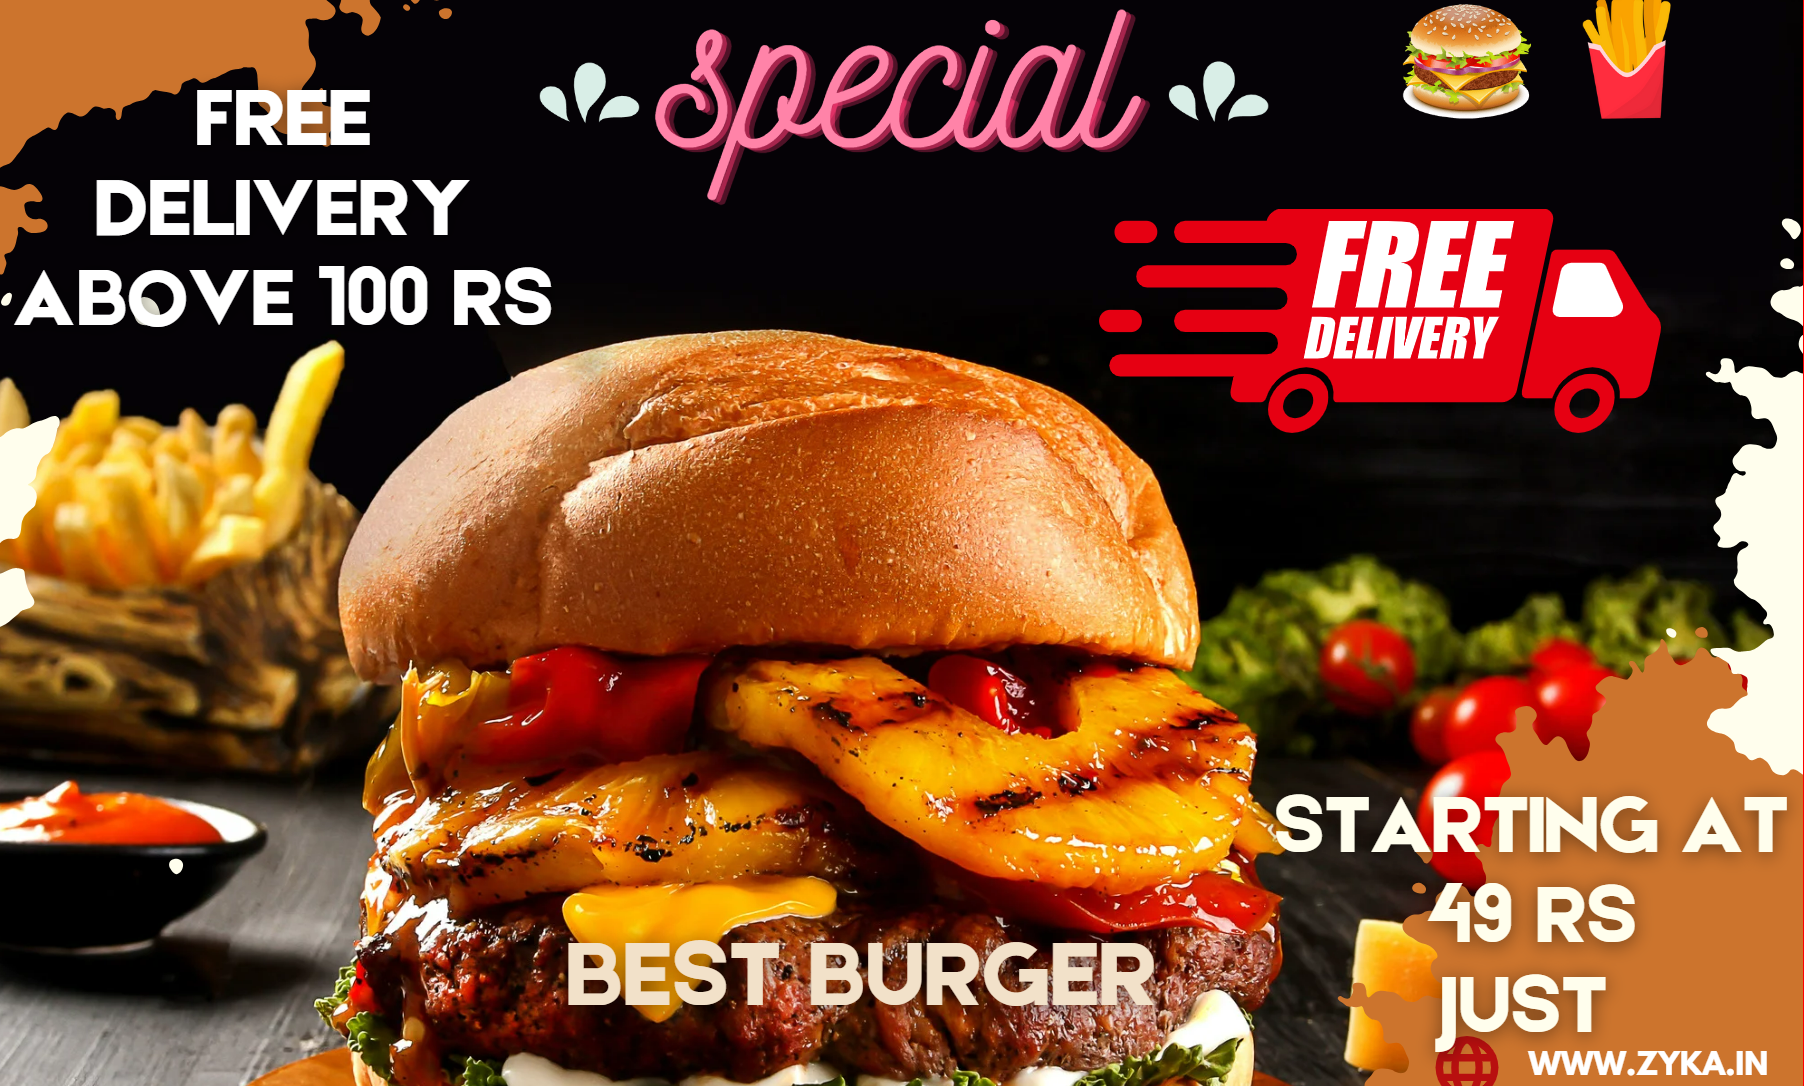 special
FREE
DELIVERY
ABOVE 100 RS
FREE
DELIVERY
STARTING AT
49 RS
JUST
BEST BURGER
WWW.ZYKA.IN